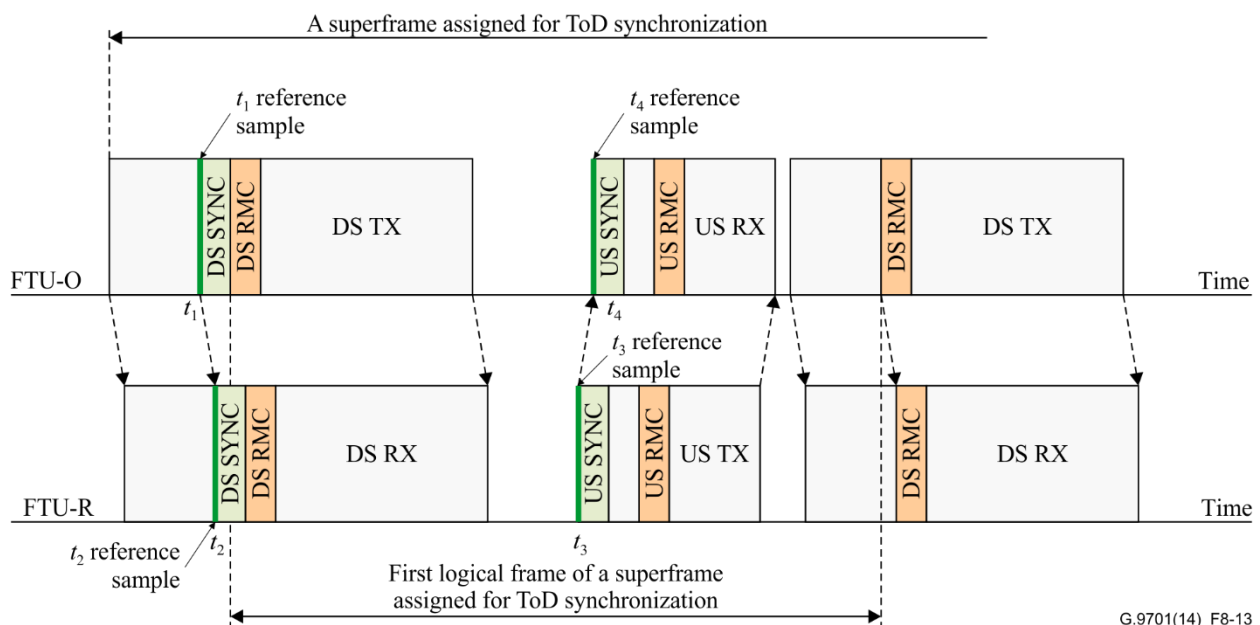 A superframe assigned for ToD synchronization
t₁ reference
sample
t₄ reference
sample
DS SYNC
DS RMC
DS TX
US SYNC
US RMC
US RX
DS RMC
DS TX
FTU-O
Time
t₁
t₄
t₃ reference
sample
DS SYNC
DS RMC
DS RX
US SYNC
US RMC
US TX
DS RMC
DS RX
FTU-R
Time
t₂ reference
sample
t₂
t₃
First logical frame of a superframe
assigned for ToD synchronization
G.9701(14)_F8-13